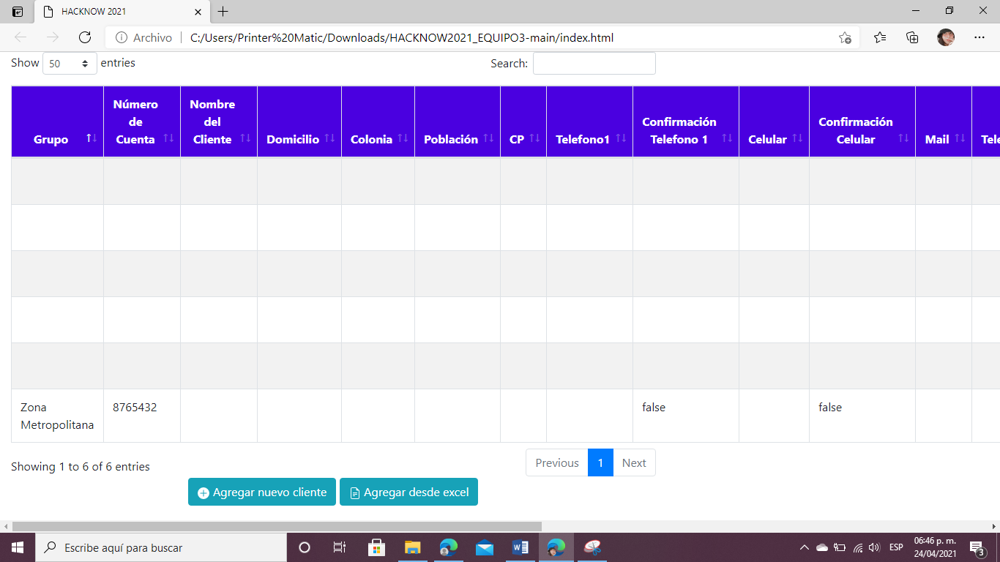 HACKNOW 2021
Archivo
C:/Users/Printer%20Matic/Downloads/HACKNOW2021_EQUIPO3-main/index.html
Show 50 entries
Search:
Grupo
Número
de
Cuenta
Nombre
del
Cliente
Domicilio
Colonia
Población
CP
Telefono1
Confirmación
Telefono 1
Celular
Confirmación
Celular
Mail
Tele
Zona
Metropolitana
8765432
false
false
Showing 1 to 6 of 6 entries
Previous 1 Next
Agregar nuevo cliente
Agregar desde excel
Escribe aquí para buscar
ESP
06:46 p. m.
24/04/2021
3